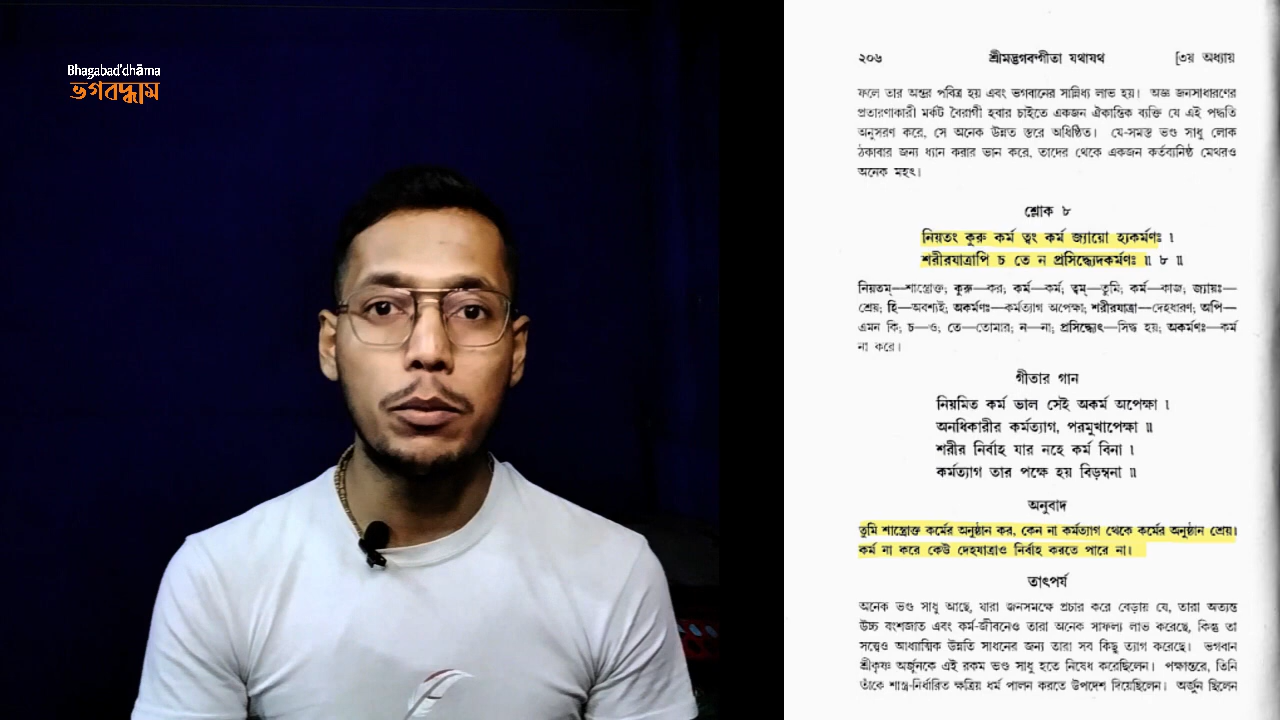 Bhagabad'dhāma
ভগবদ্ধাম
২০৬ শ্রীমদ্ভগবদ্গীতা যথাযথ [৩য় অধ্যায়
ফলে তার অন্তর পবিত্র হয় এবং ভগবানের সান্নিধ্য লাভ হয়। অজ্ঞ জনসাধারণের
প্রতারণাকারী মর্কট বৈরাগী হবার চাইতে একজন ঐকান্তিক ব্যক্তি যে এই পদ্ধতি
অনুসরণ করে, সে অনেক উন্নত স্তরে অধিষ্ঠিত। যে-সমস্ত ভণ্ড সাধু লোক
ঠকাবার জন্য ধ্যান করার ভান করে, তাদের থেকে একজন কর্তব্যনিষ্ঠ মেথরও
অনেক মহৎ।
শ্লোক ৮
নিয়তং কুরু কর্ম ত্বং কর্ম জ্যায়ো হ্যকর্মণঃ ।
শরীরযাত্রাপি চ তে ন প্রসিদ্ধ্যেদকর্মণঃ ॥ ৮ ॥
নিয়তম্—শাস্ত্রোক্ত; কুরু—কর; কর্ম—কর্ম; ত্বম্—তুমি; কর্ম—কাজ; জ্যায়ঃ—
শ্রেয়; হি—অবশ্যই; অকর্মণঃ—কর্মত্যাগ অপেক্ষা; শরীরযাত্রা—দেহধারণ; অপি—
এমন কি; চ—ও; তে—তোমার; ন—না; প্রসিদ্ধ্যেৎ—সিদ্ধ হয়; অকর্মণঃ—কর্ম
না করে।
গীতার গান
নিয়মিত কর্ম ভাল সেই অকর্ম অপেক্ষা ।
অনধিকারীর কর্মত্যাগ, পরমুখাপেক্ষা ॥
শরীর নির্বাহ যার নহে কর্ম বিনা ।
কর্মত্যাগ তার পক্ষে হয় বিড়ম্বনা ॥
অনুবাদ
তুমি শাস্ত্রোক্ত কর্মের অনুষ্ঠান কর, কেন না কর্মত্যাগ থেকে কর্মের অনুষ্ঠান শ্রেয়।
কর্ম না করে কেউ দেহযাত্রাও নির্বাহ করতে পারে না।
তাৎপর্য
অনেক ভণ্ড সাধু আছে, যারা জনসমক্ষে প্রচার করে বেড়ায় যে, তারা অত্যন্ত
উচ্চ বংশজাত এবং কর্ম-জীবনেও তারা অনেক সাফল্য লাভ করেছে, কিন্তু তা
সত্ত্বেও আধ্যাত্মিক উন্নতি সাধনের জন্য তারা সব কিছু ত্যাগ করেছে। ভগবান
শ্রীকৃষ্ণ অর্জুনকে এই রকম ভণ্ড সাধু হতে নিষেধ করেছিলেন। পক্ষান্তরে, তিনি
তাঁকে শাস্ত্র-নির্ধারিত ক্ষত্রিয় ধর্ম পালন করতে উপদেশ দিয়েছিলেন। অর্জুন ছিলেন